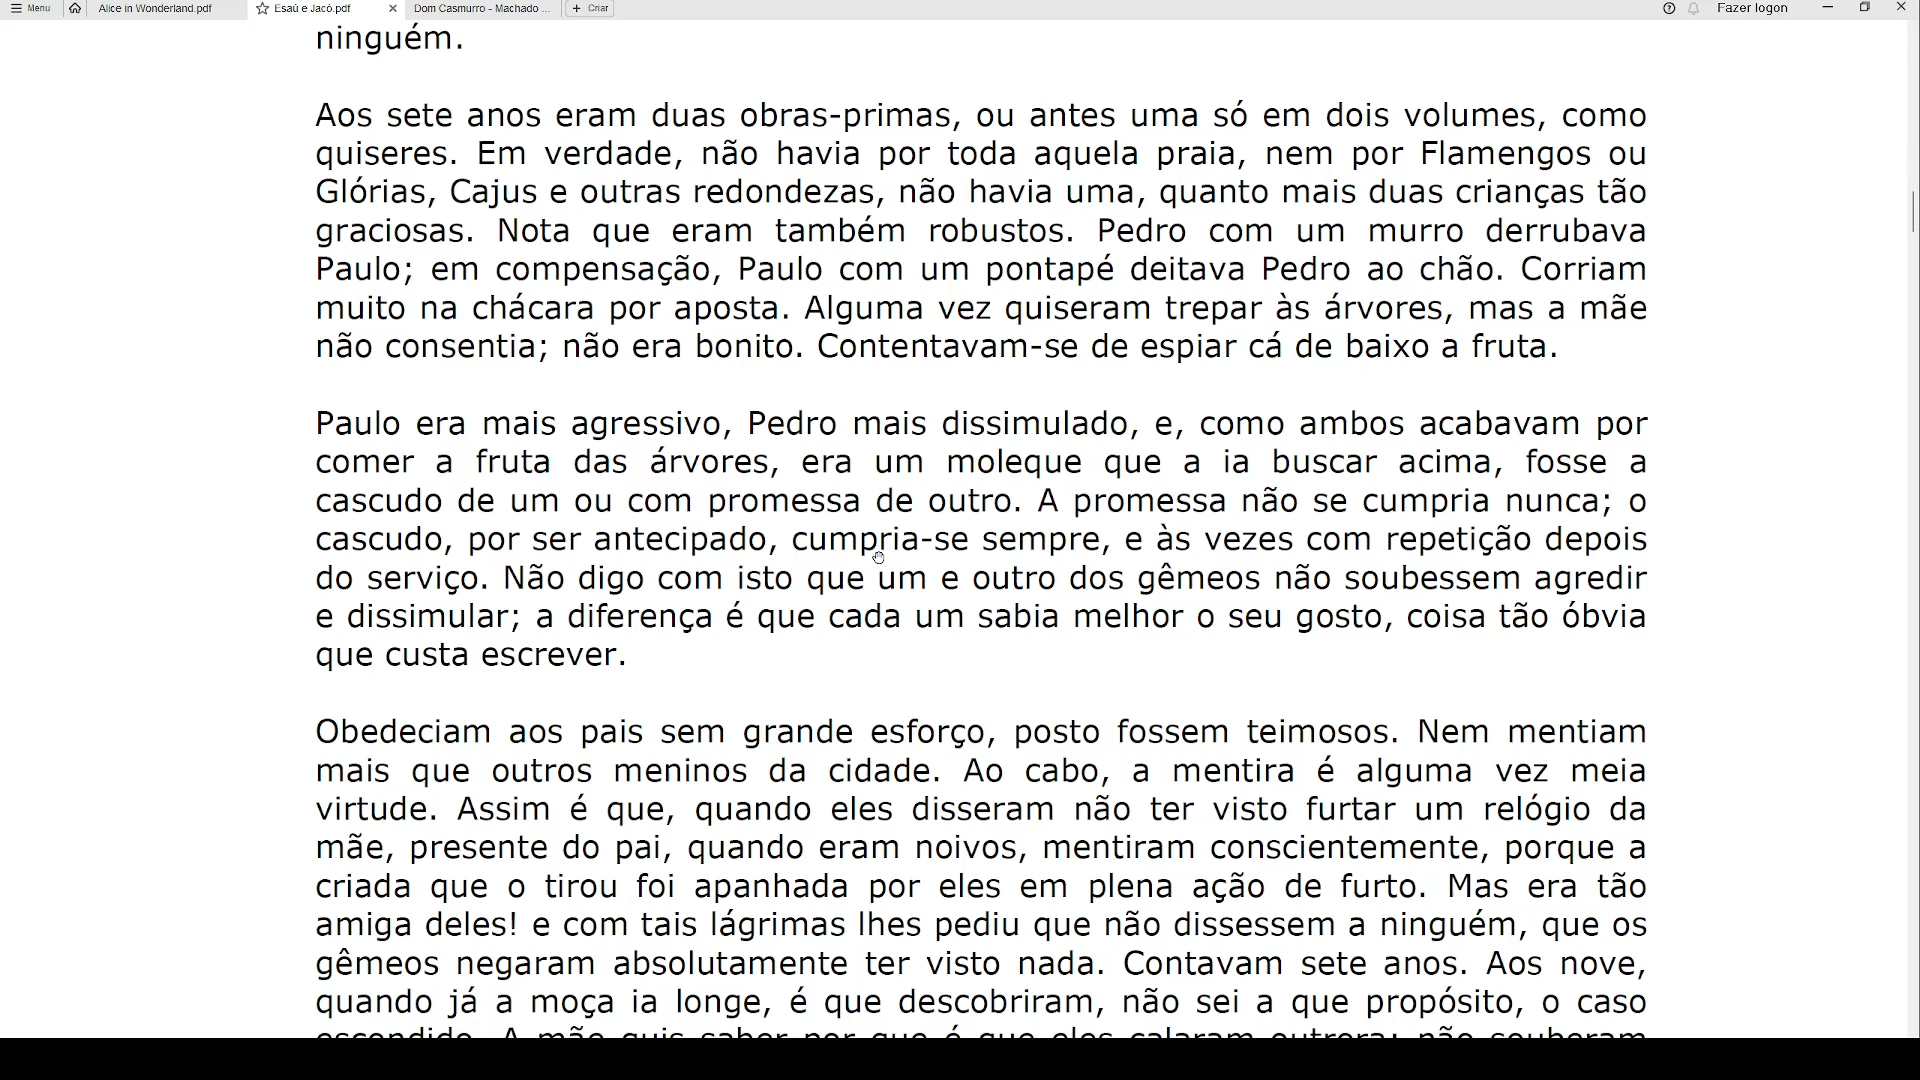 Menu Alice in Wonderland.pdf Esaú e Jacó.pdf Dom Casmurro - Machado ... + Criar Fazer logon
ninguém.
Aos sete anos eram duas obras-primas, ou antes uma só em dois volumes, como
quiseres. Em verdade, não havia por toda aquela praia, nem por Flamengos ou
Glórias, Cajus e outras redondezas, não havia uma, quanto mais duas crianças tão
graciosas. Nota que eram também robustos. Pedro com um murro derrubava
Paulo; em compensação, Paulo com um pontapé deitava Pedro ao chão. Corriam
muito na chácara por aposta. Alguma vez quiseram trepar às árvores, mas a mãe
não consentia; não era bonito. Contentavam-se de espiar cá de baixo a fruta.
Paulo era mais agressivo, Pedro mais dissimulado, e, como ambos acabavam por
comer a fruta das árvores, era um moleque que a ia buscar acima, fosse a
cascudo de um ou com promessa de outro. A promessa não se cumpria nunca; o
cascudo, por ser antecipado, cumpria-se sempre, e às vezes com repetição depois
do serviço. Não digo com isto que um e outro dos gêmeos não soubessem agredir
e dissimular; a diferença é que cada um sabia melhor o seu gosto, coisa tão óbvia
que custa escrever.
Obedeciam aos pais sem grande esforço, posto fossem teimosos. Nem mentiam
mais que outros meninos da cidade. Ao cabo, a mentira é alguma vez meia
virtude. Assim é que, quando eles disseram não ter visto furtar um relógio da
mãe, presente do pai, quando eram noivos, mentiram conscientemente, porque a
criada que o tirou foi apanhada por eles em plena ação de furto. Mas era tão
amiga deles! e com tais lágrimas lhes pediu que não dissessem a ninguém, que os
gêmeos negaram absolutamente ter visto nada. Contavam sete anos. Aos nove,
quando já a moça ia longe, é que descobriram, não sei a que propósito, o caso
escondido. A mãe quis saber por que é que eles calaram outrora; não souberam